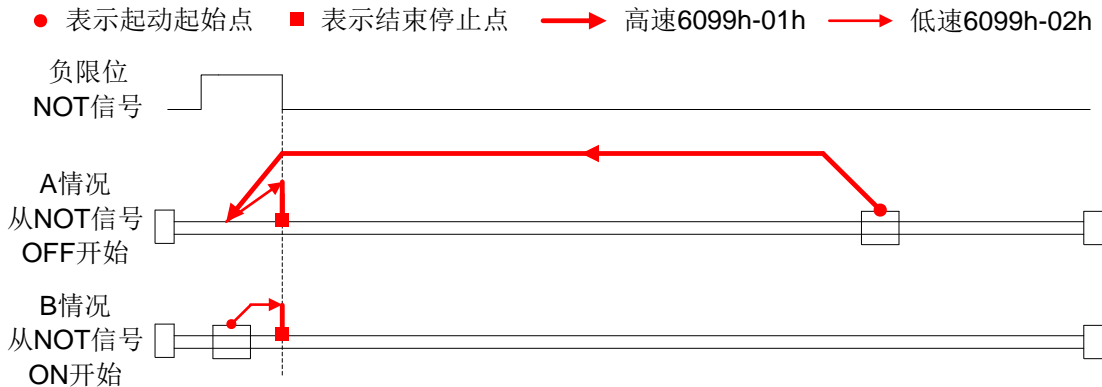 表示起动起始点 表示结束停止点 高速6099h-01h 低速6099h-02h
负限位
NOT信号
A情况
从NOT信号
OFF开始
B情况
从NOT信号
ON开始